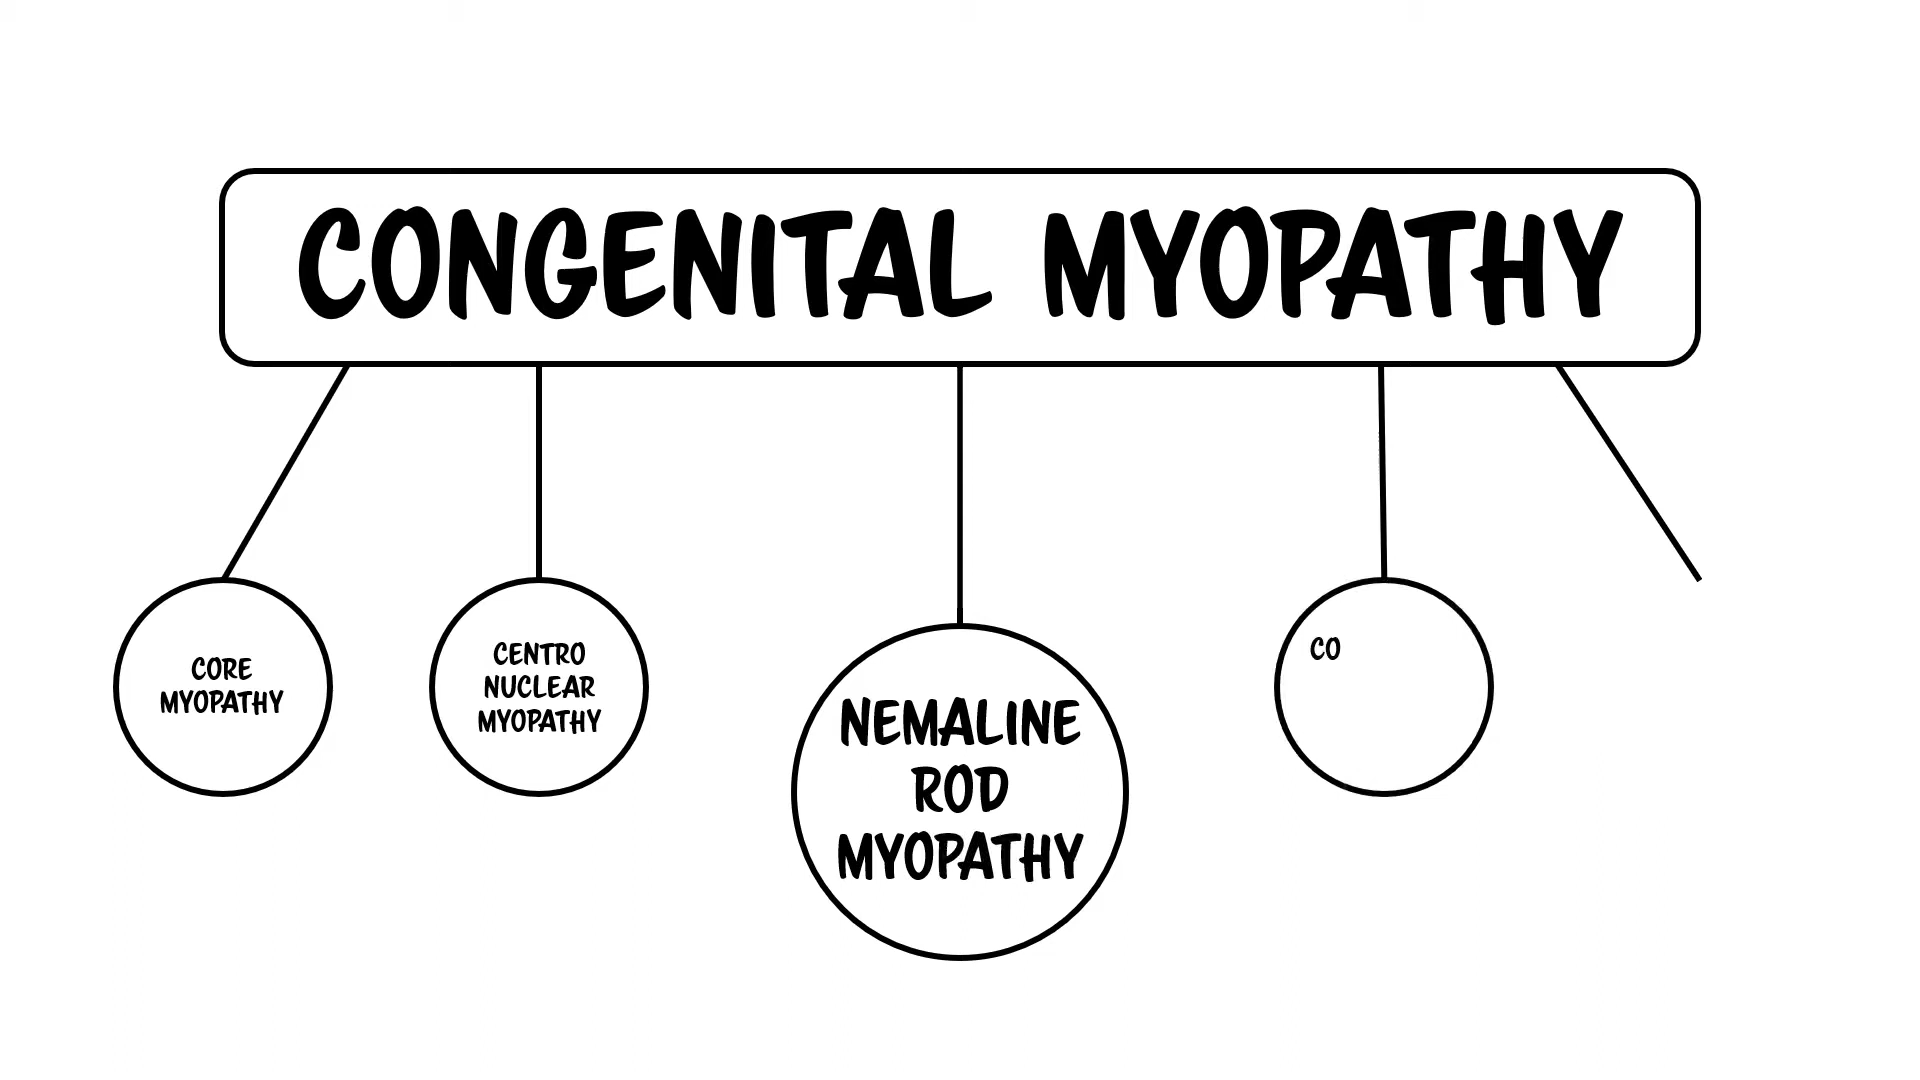 CONGENITAL MYOPATHY
CORE
MYOPATHY
CENTRO
NUCLEAR
MYOPATHY
NEMALINE
ROD
MYOPATHY
CO